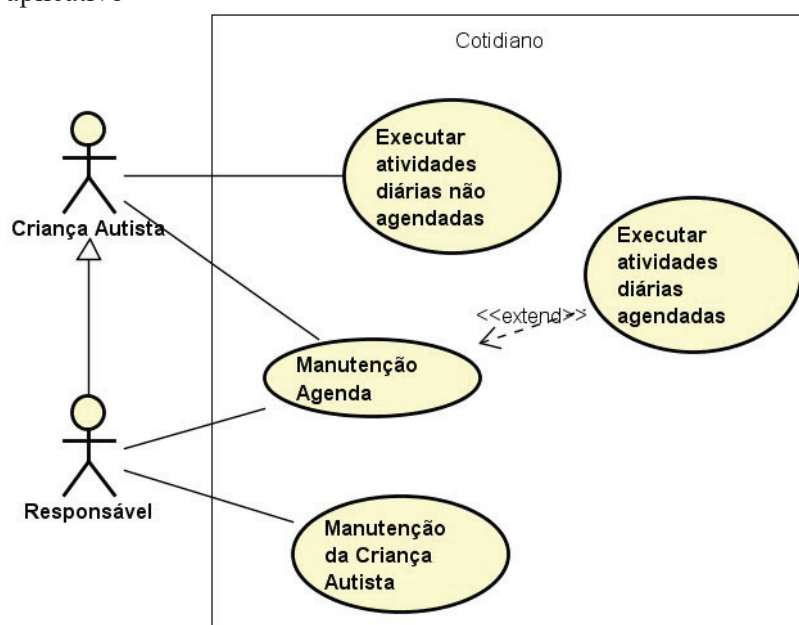 aplicativo
Cotidiano
Executar
atividades
diárias não
agendadas
Criança Autista
Executar
atividades
diárias
agendadas
<<extend>>
Manutenção
Agenda
Responsável
Manutenção
da Criança
Autista